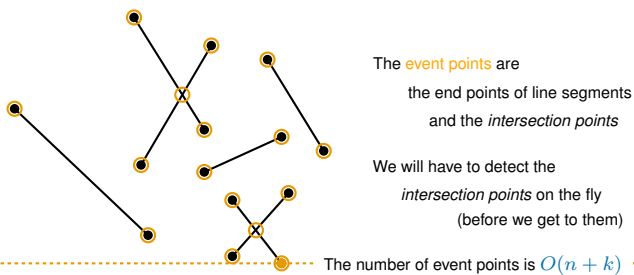 The event points are
the end points of line segments
and the intersection points
We will have to detect the
intersection points on the fly
(before we get to them)
The number of event points is O(n + k)